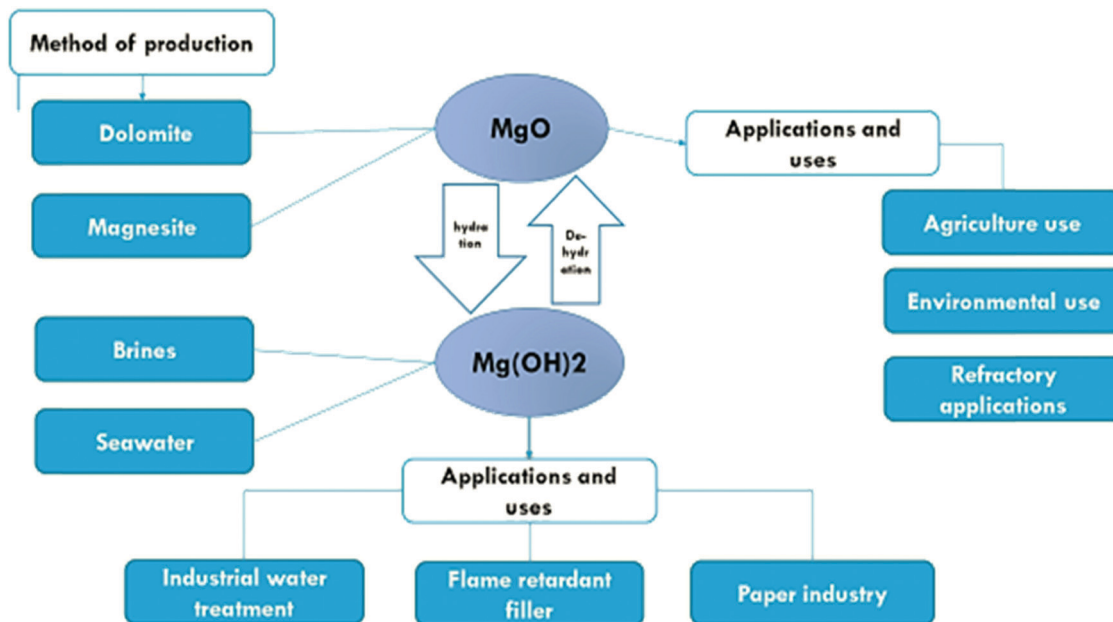 Method of production
Dolomite
MgO
Applications and
uses
Magnesite
hydra
tion
De-
hydr
ation
Agriculture use
Environmental use
Brines
Mg(OH)2
Refractory
applications
Seawater
Applications and
uses
Industrial water
treatment
Flame retardant
filler
Paper industry